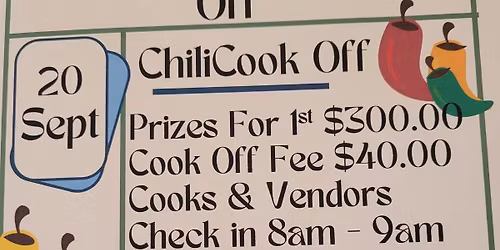 Off
20
Sept
ChiliCook Off
Prizes For 1st $300.00
Cook Off Fee $40.00
Cooks & Vendors
Check in 8am - 9am